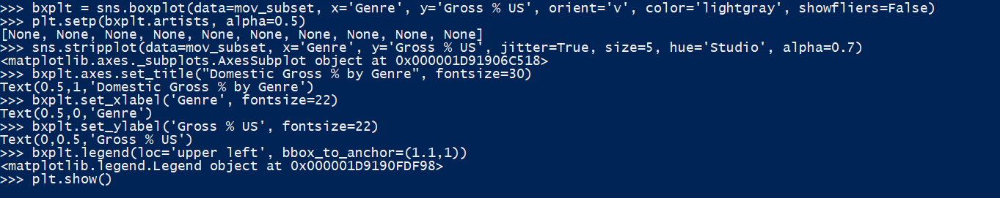 >>> bxplt = sns.boxplot(data=mov_subset, x='Genre', y='Gross % US', orient='v', color='lightgray', showfliers=False)
>>> plt.setp(bxplt.artists, alpha=0.5)
[None, None, None, None, None, None, None, None, None, None]
>>> sns.stripplot(data=mov_subset, x='Genre', y='Gross % US', jitter=True, size=5, hue='Studio', alpha=0.7)
<matplotlib.axes._subplots.AxesSubplot object at 0x000001D91906C518>
>>> bxplt.axes.set_title("Domestic Gross % by Genre", fontsize=30)
Text(0.5,1,'Domestic Gross % by Genre')
>>> bxplt.set_xlabel('Genre', fontsize=22)
Text(0.5,0,'Genre')
>>> bxplt.set_ylabel('Gross % US', fontsize=22)
Text(0,0.5,'Gross % US')
>>> bxplt.legend(loc='upper left', bbox_to_anchor=(1.1,1))
<matplotlib.legend.Legend object at 0x000001D9190FDF98>
>>> plt.show()